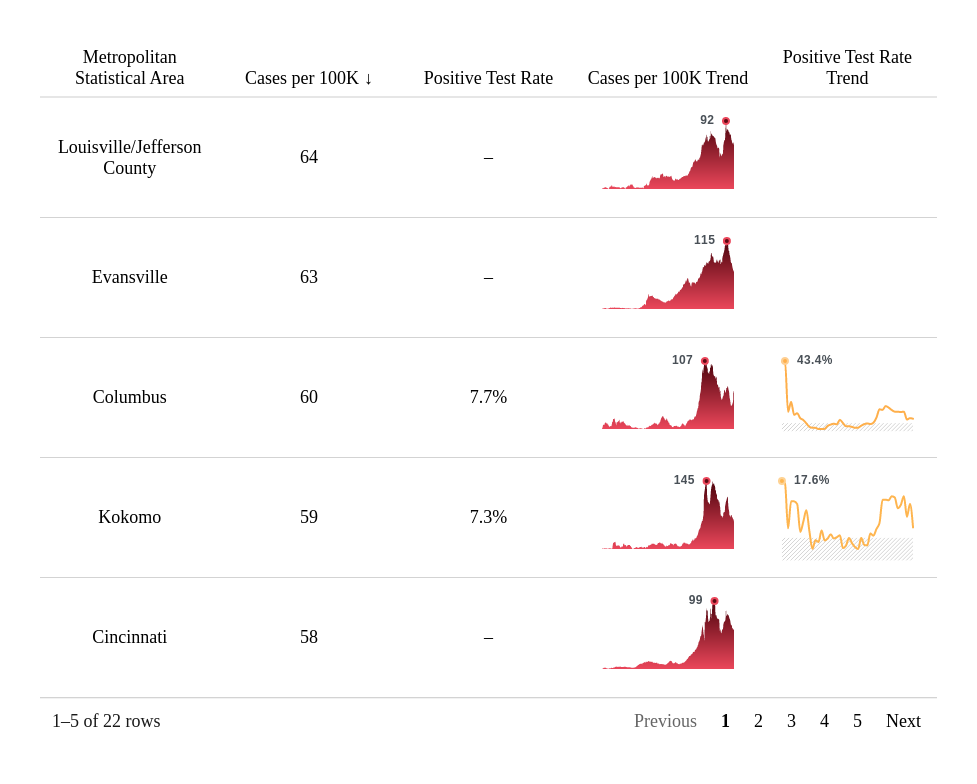 Metropolitan
Statistical Area
Cases per 100K ↓
Positive Test Rate
Cases per 100K Trend
Positive Test Rate
Trend
Louisville/Jefferson
County
64
–
92
Evansville
63
–
115
Columbus
60
7.7%
107
43.4%
Kokomo
59
7.3%
145
17.6%
Cincinnati
58
–
99
1–5 of 22 rows
Previous 1 2 3 4 5 Next